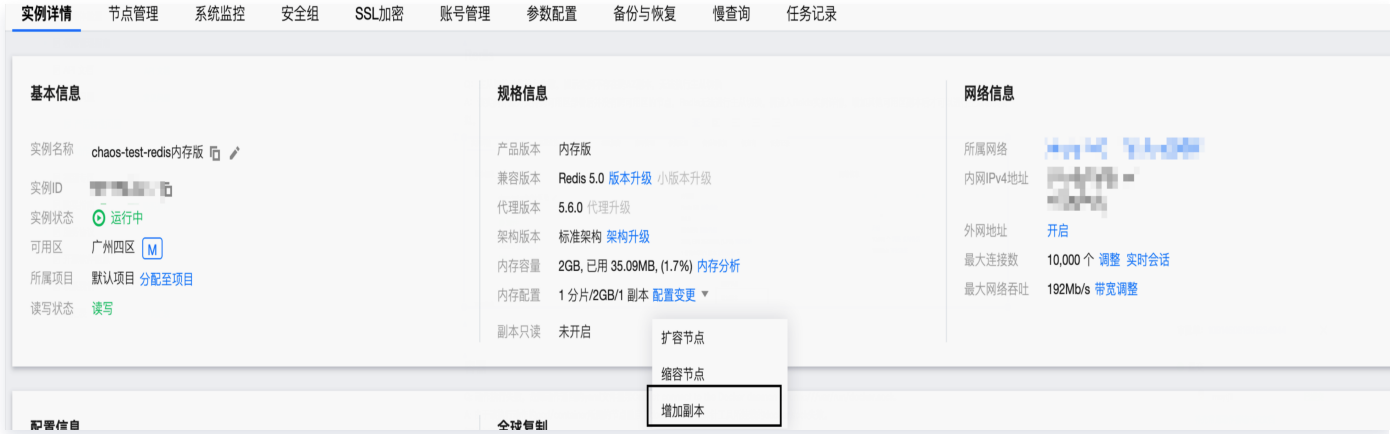 实例详情 节点管理 系统监控 安全组 SSL加密 账号管理 参数配置 备份与恢复 慢查询 任务记录
基本信息
实例名称 chaos-test-redis内存版
实例ID
实例状态 运行中
可用区 广州四区 M
所属项目 默认项目 分配至项目
读写状态 读写
规格信息
产品版本 内存版
兼容版本 Redis 5.0 版本升级 小版本升级
代理版本 5.6.0 代理升级
架构版本 标准架构 架构升级
内存容量 2GB, 已用 35.09MB, (1.7%) 内存分析
内存配置 1 分片/2GB/1 副本 配置变更
副本只读 未开启
扩容节点
缩容节点
增加副本
网络信息
所属网络
内网IPv4地址
外网地址 开启
最大连接数 10,000 个 调整 实时会话
最大网络吞吐 192Mb/s 带宽调整
配置信息
全球复制